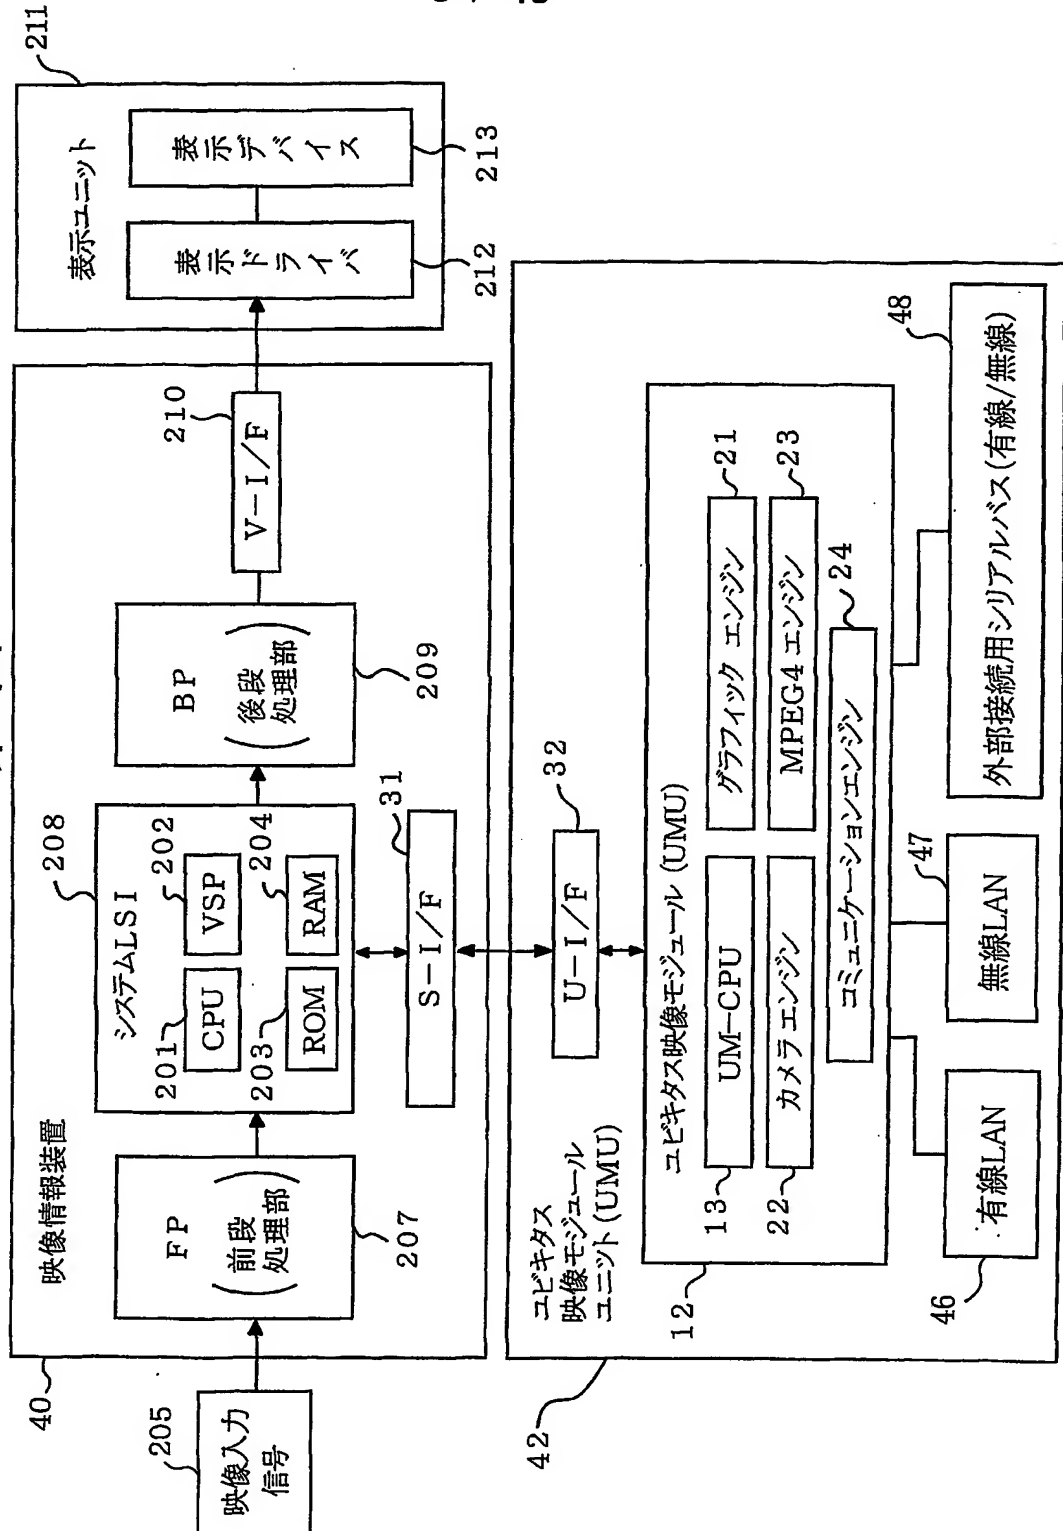 211
表示ユニット
表示ドライバ
表示デバイス
212
213
映像情報装置
40
205
映像入力
信号
FP
前段
処理部
207
208
システムLSI
201
CPU
202
VSP
203
ROM
204
RAM
BP
後段
処理部
209
210
V-I/F
31
S-I/F
32
U-I/F
ユビキタス
映像モジュール
ユニット(UMU)
42
ユビキタス映像モジュール (UMU)
12
13
UM-CPU
グラフィック エンジン
21
22
カメラ エンジン
MPEG4 エンジン
23
コミュニケーションエンジン
24
46
有線LAN
47
無線LAN
48
外部接続用シリアルバス(有線/無線)